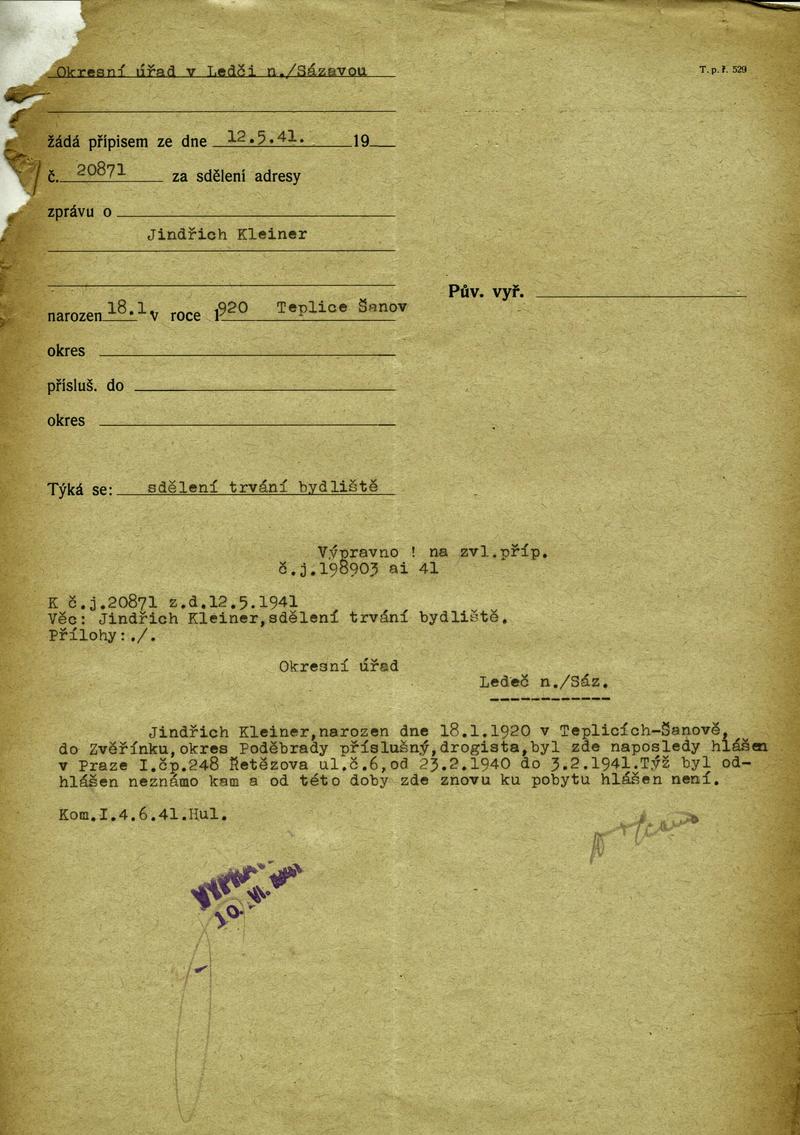 Okresní úřad v Ledči n./Sázavou
T. p. ř. 529
žádá přípisem ze dne 12.5.41. 19
č. 20871 za sdělení adresy
zprávu o
Jindřich Kleiner
Pův. vyř.
narozen 18.1 v roce 1920 Teplice Šanov
okres
přísluš. do
okres
Týká se: sdělení trvání bydliště
Výpravno ! na zvl.příp.
č.j.198903 ai 41
K č.j.20871 z.d.12.5.1941
Věc: Jindřich Kleiner,sdělení trvání bydliště.
Přílohy:./.
Okresní úřad
Ledeč n./Sáz.
Jindřich Kleiner,narozen dne 18.1.1920 v Teplicích-Šanově,
do Zvěřínku,okres Poděbrady příslušný,drogista,byl zde naposledy hlášen
v Praze I.čp.248 Řetězova ul.č.6,od 23.2.1940 do 3.2.1941.Týž byl od-
hlášen neznámo kam a od této doby zde znovu ku pobytu hlášen není.
Kom.I.4.6.41.Hul.
10. VI.